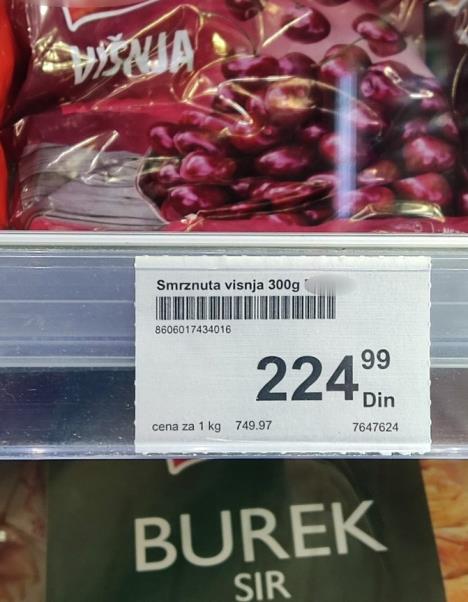 VIŠNJA
Smrznuta visnja 300g
8606017434016
224 99
Din
cena za 1 kg 749.97 7647624
BUREK
SIR